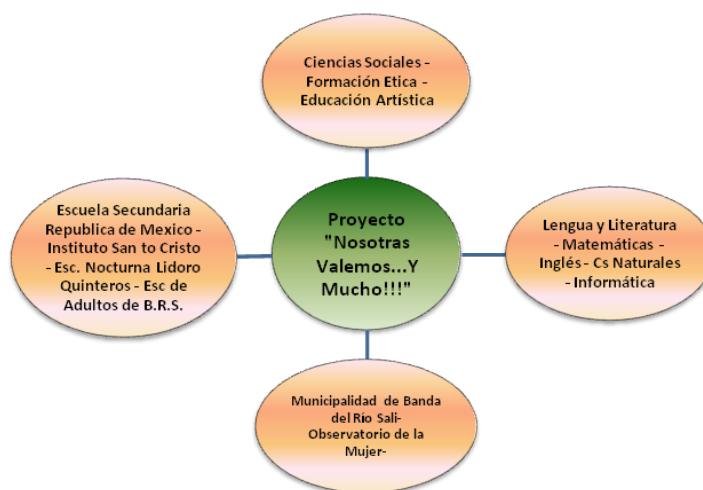 Ciencias Sociales -
Formación Etica -
Educación Artística
Escuela Secundaria
Republica de Mexico -
Instituto San to Cristo
- Esc. Nocturna Lidoro
Quinteros - Esc de
Adultos de B.R.S.
Proyecto
"Nosotras
Valemos...Y
Mucho!!!"
Lengua y Literatura
- Matemáticas -
Inglés- Cs Naturales
- Informática
Municipalidad de Banda
del Río Sali-
Observatorio de la
Mujer-